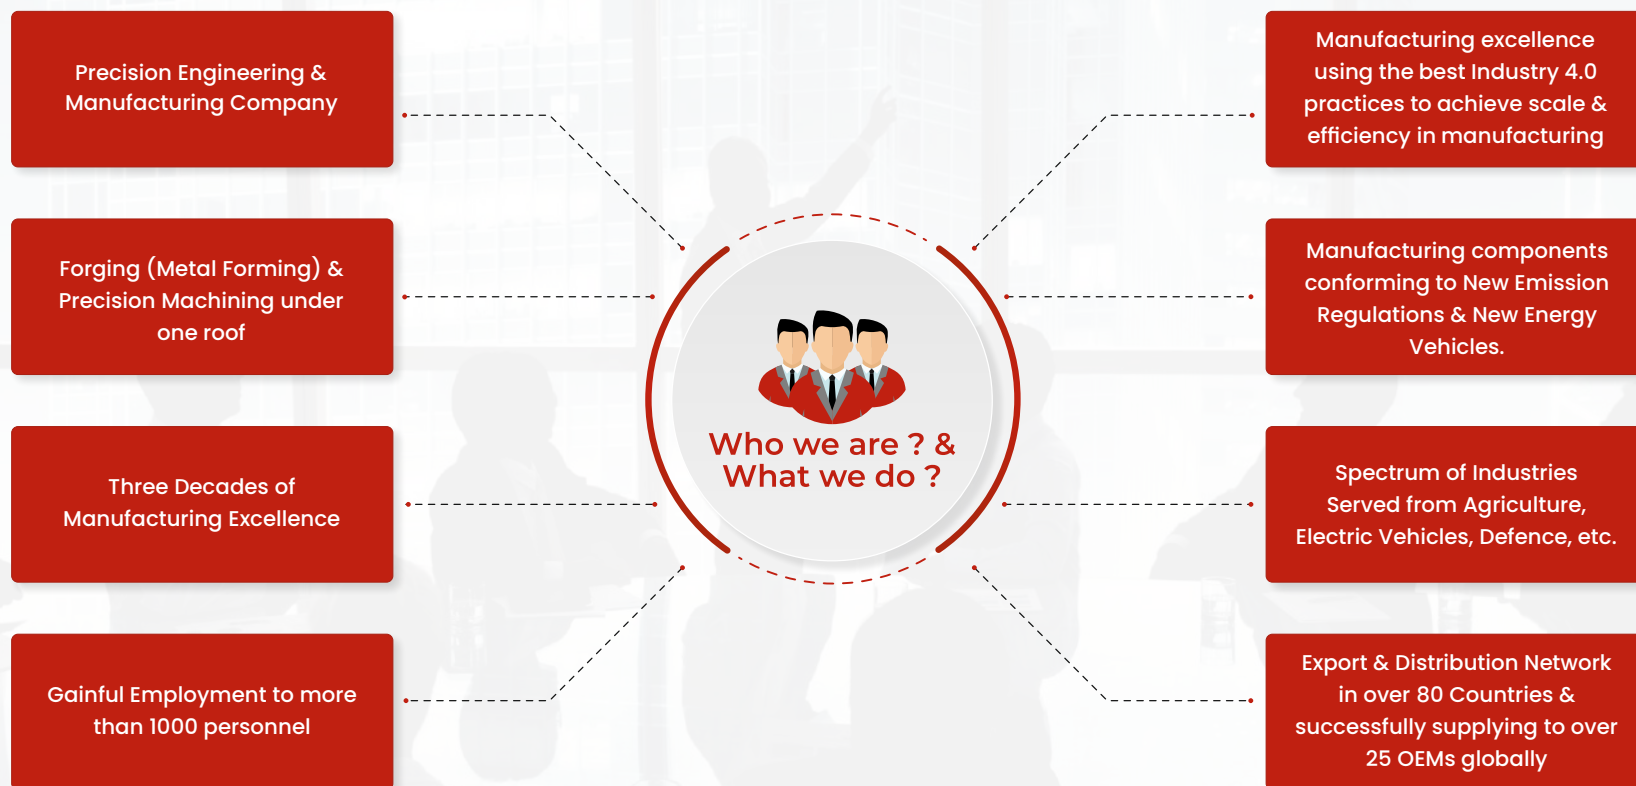 Precision Engineering &
Manufacturing Company
Forging (Metal Forming) &
Precision Machining under
one roof
Three Decades of
Manufacturing Excellence
Gainful Employment to more
than 1000 personnel
Who we are ? &
What we do ?
Manufacturing excellence
using the best Industry 4.0
practices to achieve scale &
efficiency in manufacturing
Manufacturing components
conforming to New Emission
Regulations & New Energy
Vehicles.
Spectrum of Industries
Served from Agriculture,
Electric Vehicles, Defence, etc.
Export & Distribution Network
in over 80 Countries &
successfully supplying to over
25 OEMs globally